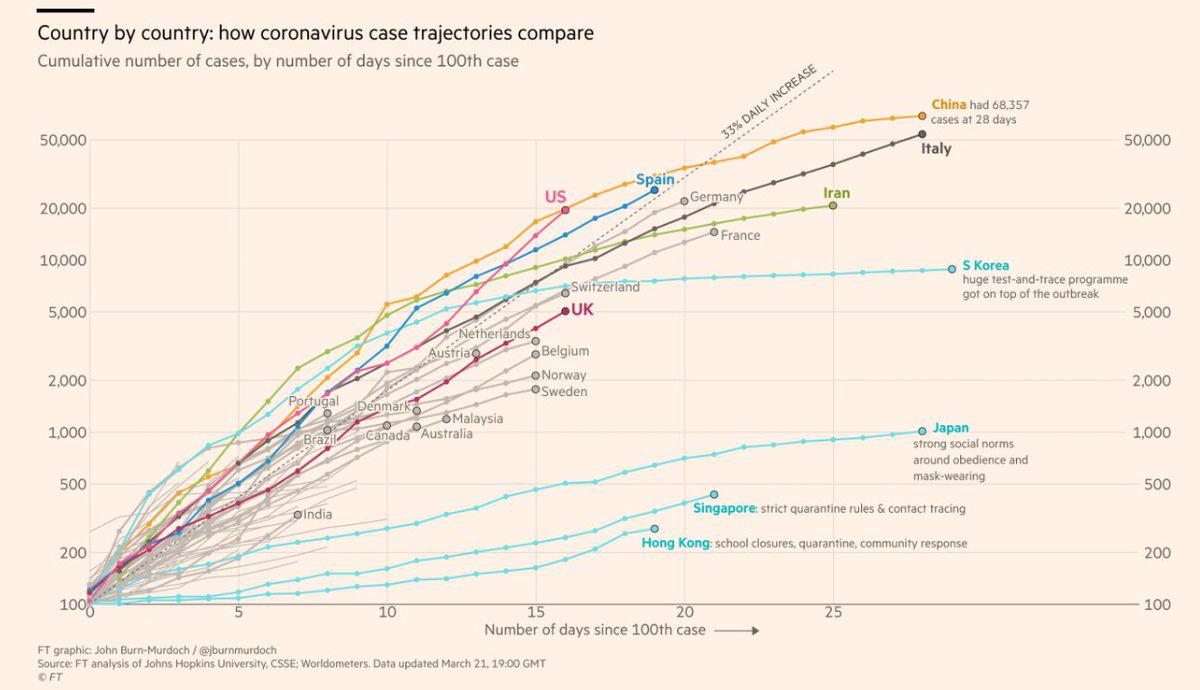 Country by country: how coronavirus case trajectories compare
Cumulative number of cases, by number of days since 100th case
33% DAILY INCREASE
China had 68,357
cases at 28 days
50,000
50,000
Italy
Spain
US
Germany
Iran
20,000
20,000
France
10,000
10,000
S Korea
huge test-and-trace programme
got on top of the outbreak
Switzerland
5,000
UK
5,000
Netherlands
Austria
Belgium
2,000
Norway
2,000
Sweden
Portugal
Denmark
Malaysia
1,000
Brazil
Canada
Australia
Japan
1,000
strong social norms
around obedience and
mask-wearing
500
500
Singapore: strict quarantine rules & contact tracing
India
Hong Kong: school closures, quarantine, community response
200
200
100
100
0
5
10
15
20
25
Number of days since 100th case
FT graphic: John Burn-Murdoch / @jburnmurdoch
Source: FT analysis of Johns Hopkins University, CSSE; Worldometers. Data updated March 21, 19:00 GMT
© FT